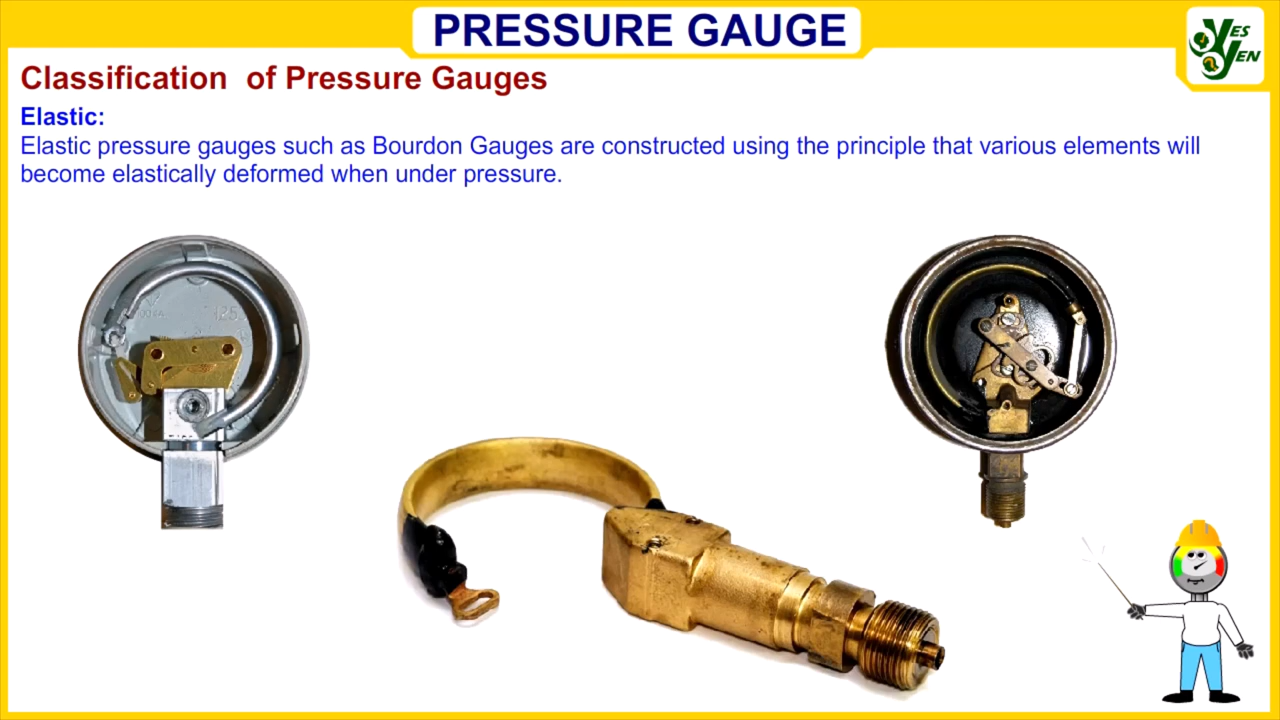 PRESSURE GAUGE
YES
YEN
Classification of Pressure Gauges
Elastic:
Elastic pressure gauges such as Bourdon Gauges are constructed using the principle that various elements will
become elastically deformed when under pressure.